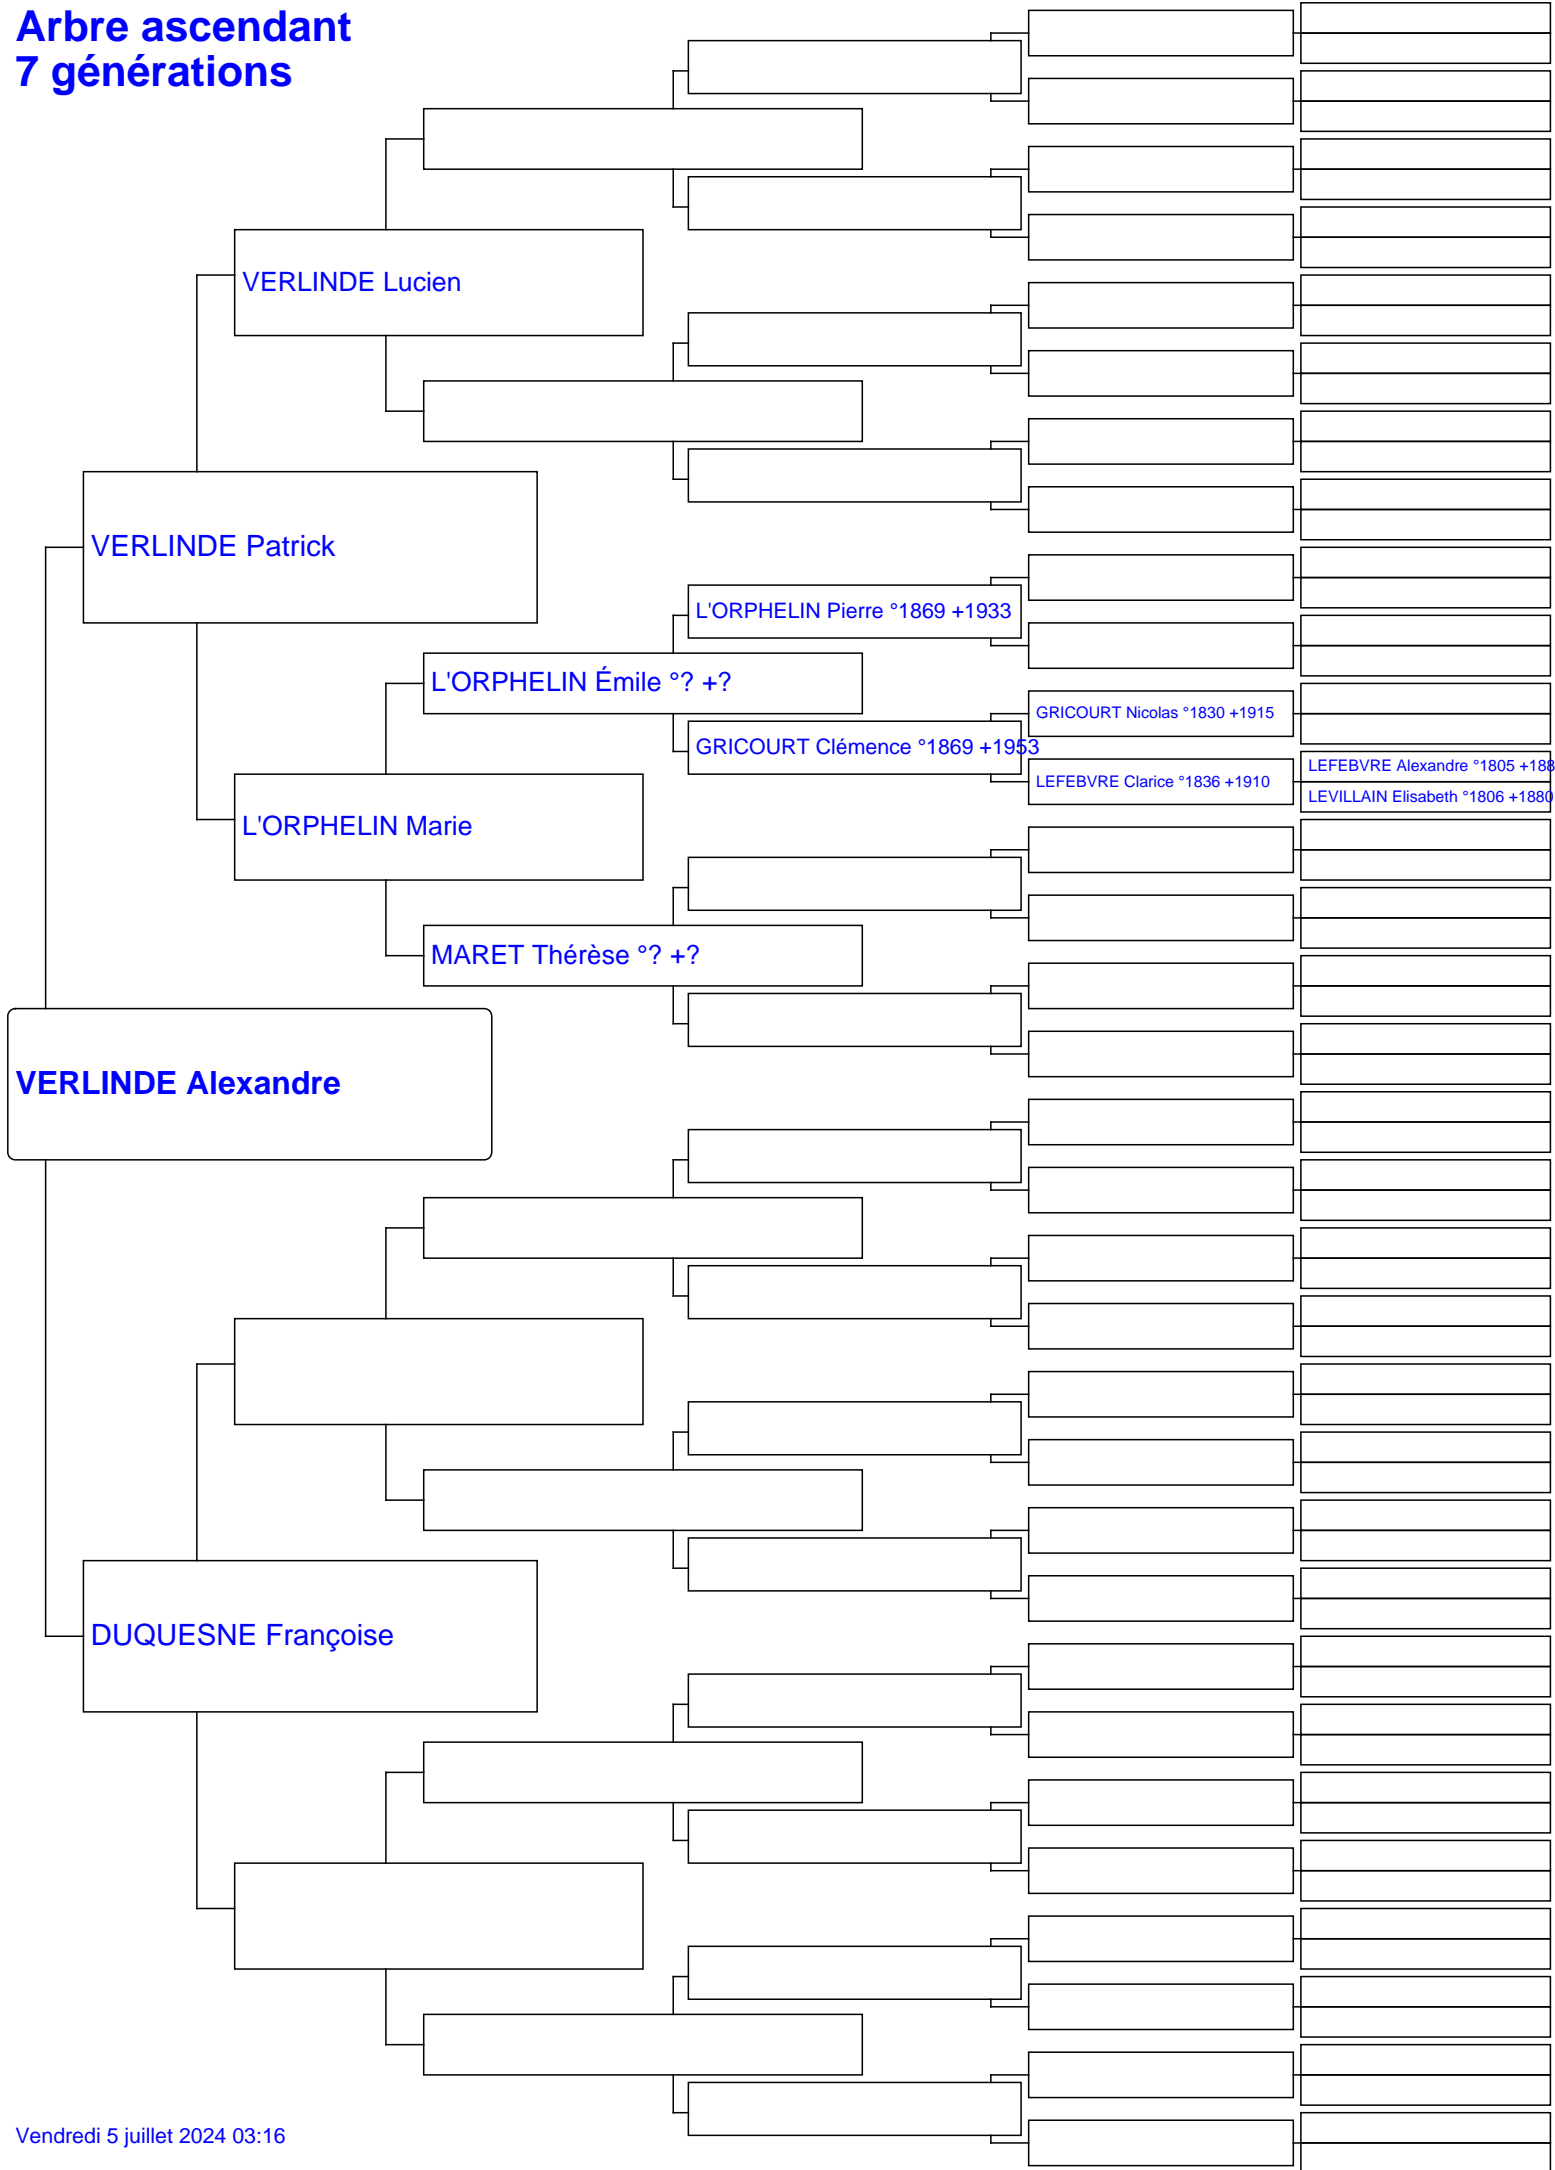 Arbre ascendant
7 générations
VERLINDE Lucien
VERLINDE Patrick
L'ORPHELIN Pierre °1869 +1933
L'ORPHELIN Émile °? +?
GRICOURT Nicolas °1830 +1915
GRICOURT Clémence °1869 +1953
LEFEBVRE Alexandre °1805 +188
LEFEBVRE Clarice °1836 +1910
LEVILLAIN Elisabeth °1806 +1880
L'ORPHELIN Marie
MARET Thérèse °? +?
VERLINDE Alexandre
DUQUESNE Françoise
Vendredi 5 juillet 2024 03:16